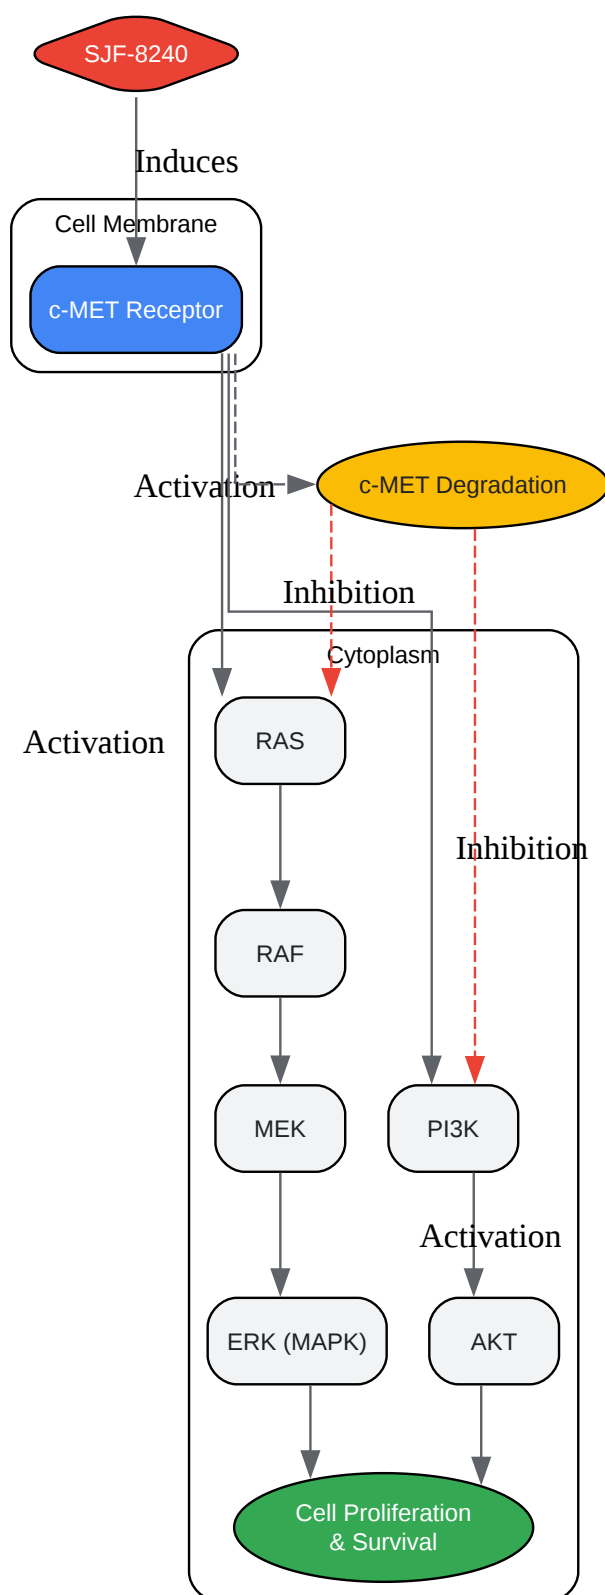 SJF-8240
Induces
Cell Membrane
c-MET Receptor
Activation
c-MET Degradation
Inhibition
Cytoplasm
Activation
RAS
Inhibition
RAF
MEK
PI3K
Activation
ERK (MAPK)
AKT
Cell Proliferation
& Survival